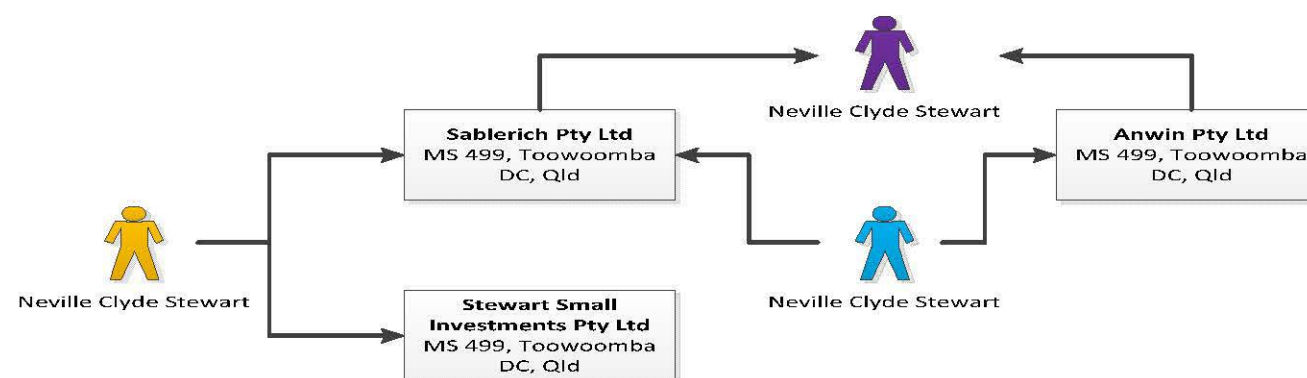 Neville Clyde Stewart
Sablerich Pty Ltd
MS 499, Toowoomba
DC, Qld
Anwin Pty Ltd
MS 499, Toowoomba
DC, Qld
Neville Clyde Stewart
Neville Clyde Stewart
Stewart Small
Investments Pty Ltd
MS 499, Toowoomba
DC, Qld